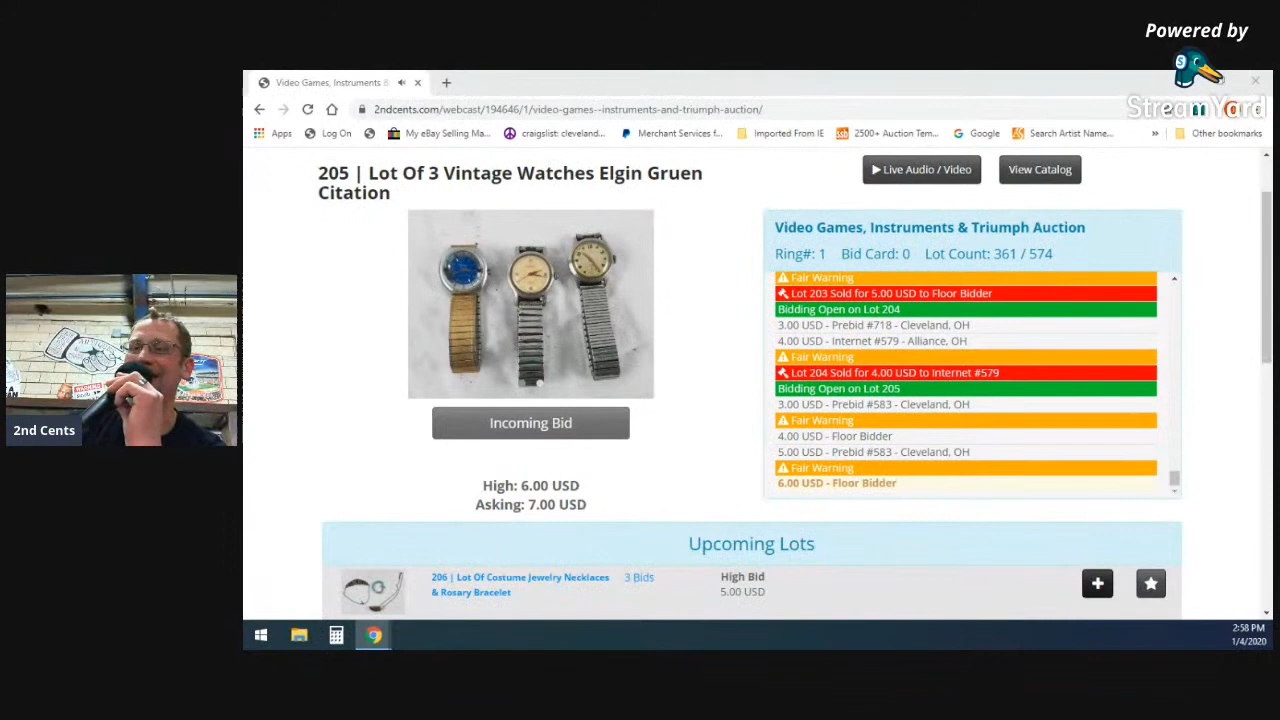 Powered by
StreamYard
Video Games, Instruments &
2ndcents.com/webcast/194646/1/video-games--instruments-and-triumph-auction/
Apps
Log On
My eBay Selling Ma...
craigslist: cleveland...
Merchant Services f...
Imported From IE
2500+ Auction Tem...
Google
Search Artist Name...
»
Other bookmarks
205 | Lot Of 3 Vintage Watches Elgin Gruen
Citation
Live Audio / Video
View Catalog
Video Games, Instruments & Triumph Auction
Ring#: 1 Bid Card: 0 Lot Count: 361 / 574
Fair Warning
Lot 203 Sold for 5.00 USD to Floor Bidder
Bidding Open on Lot 204
3.00 USD - Prebid #718 - Cleveland, OH
4.00 USD - Internet #579 - Alliance, OH
Fair Warning
Lot 204 Sold for 4.00 USD to Internet #579
Bidding Open on Lot 205
3.00 USD - Prebid #583 - Cleveland, OH
Fair Warning
4.00 USD - Floor Bidder
5.00 USD - Prebid #583 - Cleveland, OH
Fair Warning
6.00 USD - Floor Bidder
Incoming Bid
High: 6.00 USD
Asking: 7.00 USD
2nd Cents
Upcoming Lots
206 | Lot Of Costume Jewelry Necklaces
& Rosary Bracelet
3 Bids
High Bid
5.00 USD
2:58 PM
1/4/2020